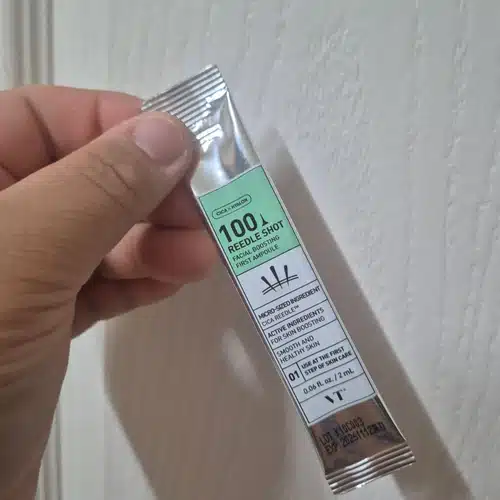 CICA × HYALON
100
REEDLE SHOT
FACIAL BOOSTING
FIRST AMPOULE
MICRO-SIZED INGREDIENT
CICA REEDLE™
ACTIVE INGREDIENTS
FOR SKIN BOOSTING
SMOOTH AND
HEALTHY SKIN
01 USE AT THE FIRST
STEP OF SKIN CARE
0.06 fl. oz. / 2 mL
VT
LOT
EXP